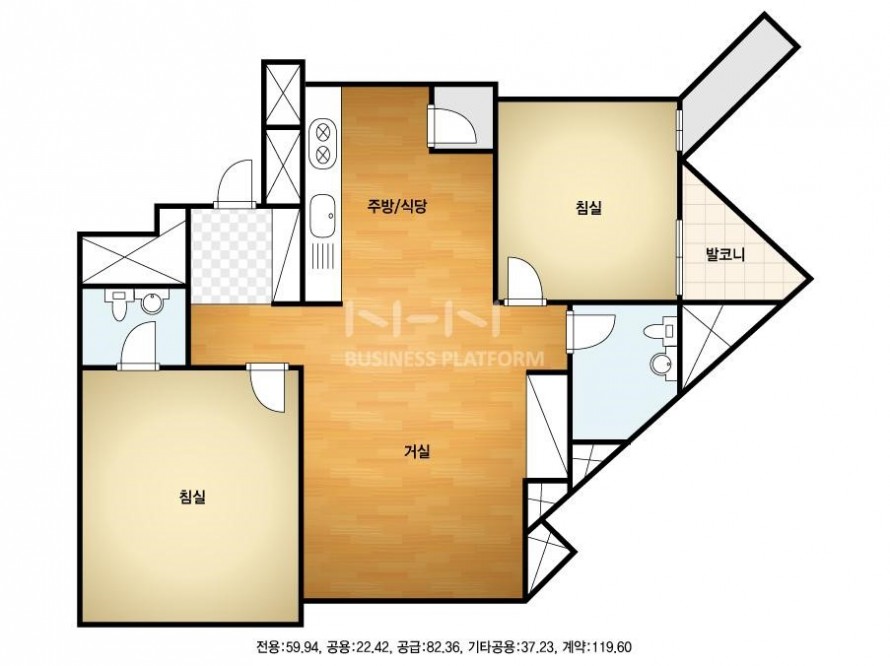 주방/식당
침실
발코니
N-H-N
BUSINESS PLATFORM
거실
침실
전용:59.94, 공용:22.42, 공급:82.36, 기타공용:37.23, 계약:119.60